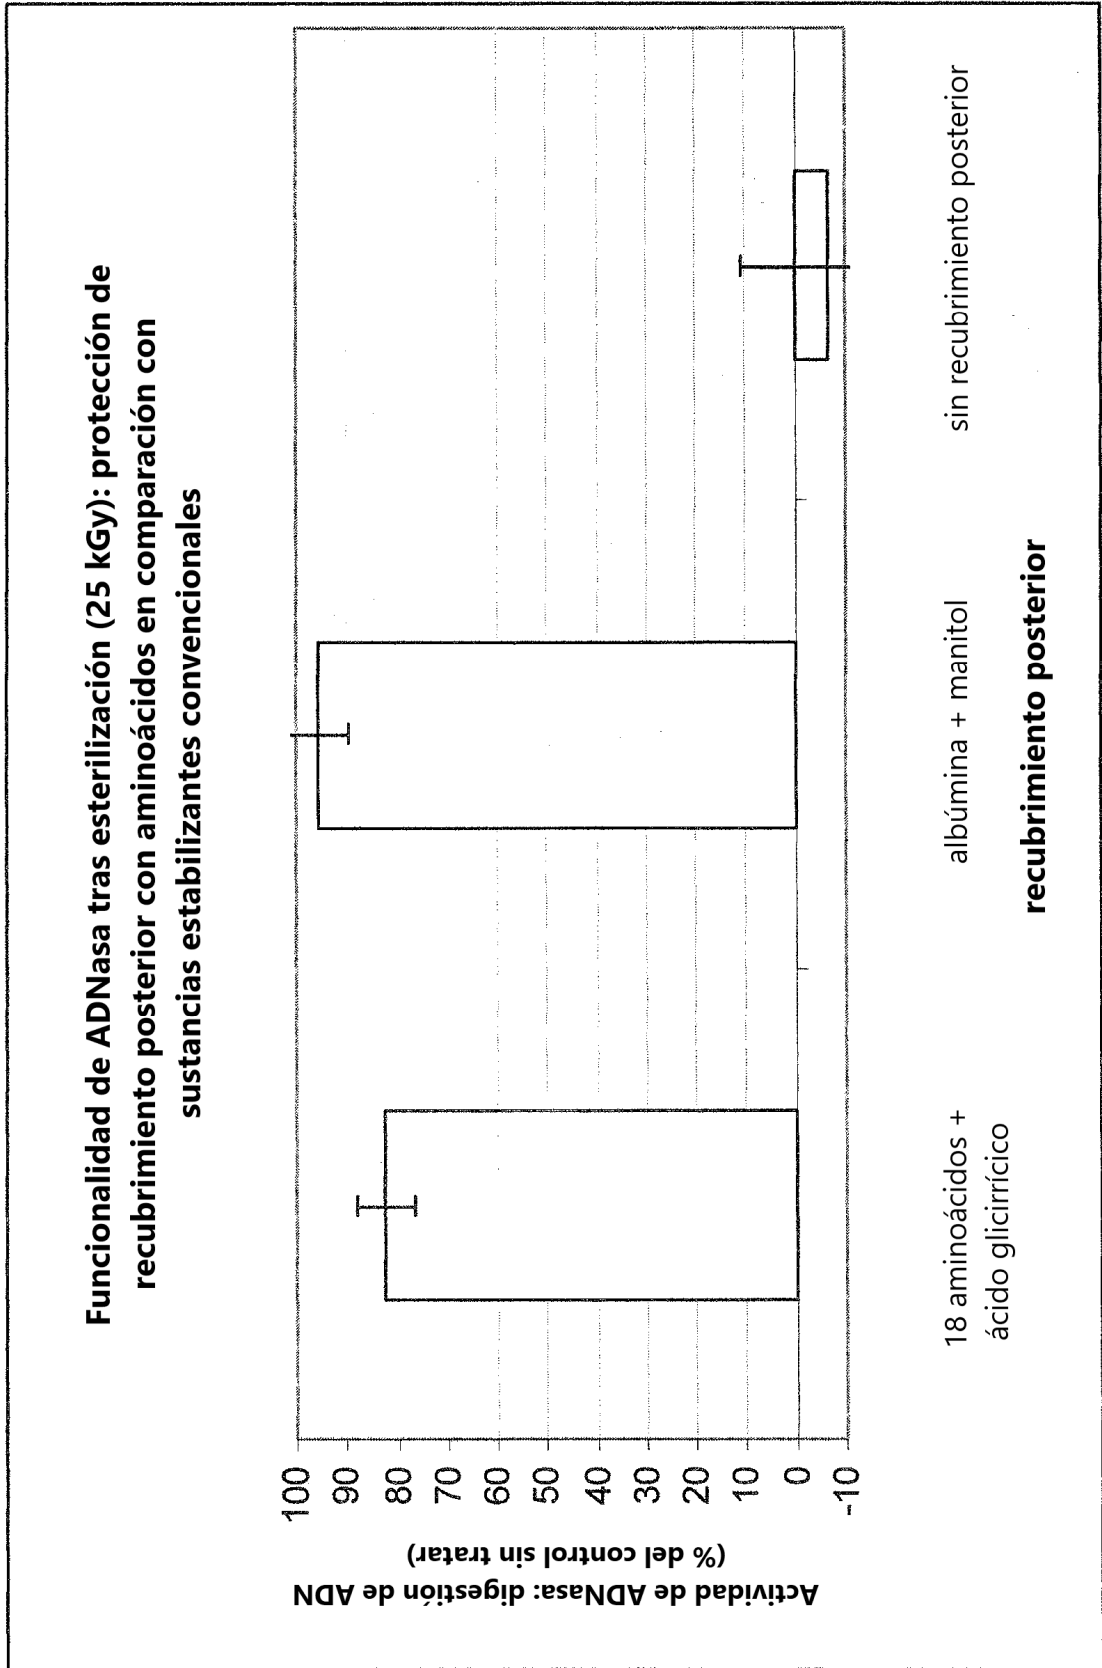 Funcionalidad de ADNasa tras esterilización (25 kGy): protección de
recubrimiento posterior con aminoácidos en comparación con
sustancias estabilizantes convencionales
Actividad de ADNasa: digestión de ADN
(% del control sin tratar)
100
90
80
70
60
50
40
30
20
10
0
-10
18 aminoácidos +
ácido glicirrícico
albúmina + manitol
sin recubrimiento posterior
recubrimiento posterior